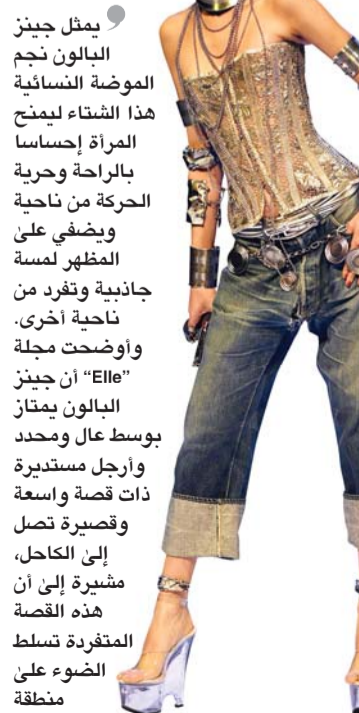 يمثل جينز
البالون نجم
الموضة النسائية
هذا الشتاء ليمنح
المرأة إحساسا
بالراحة وحرية
الحركة من ناحية
ويضفي على
المظهر لمسة
جاذبية وتفرد من
ناحية أخرى.
وأوضحت مجلة
“Elle” أن جينز
البالون يمتاز
بوسط عال ومحدد
وأرجل مستديرة
ذات قصة واسعة
وقصيرة تصل
إلى الكاحل،
مشيرة إلى أن
هذه القصة
المتفردة تسلط
الضوء على
منطقة